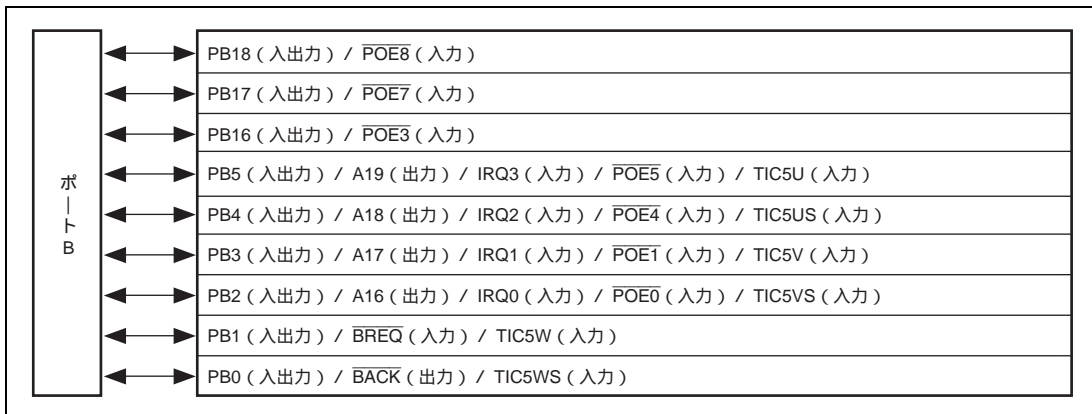 ポートB
PB18（入出力）/ POE8（入力）
PB17（入出力）/ POE7（入力）
PB16（入出力）/ POE3（入力）
PB5（入出力）/ A19（出力）/ IRQ3（入力）/ POE5（入力）/ TIC5U（入力）
PB4（入出力）/ A18（出力）/ IRQ2（入力）/ POE4（入力）/ TIC5US（入力）
PB3（入出力）/ A17（出力）/ IRQ1（入力）/ POE1（入力）/ TIC5V（入力）
PB2（入出力）/ A16（出力）/ IRQ0（入力）/ POE0（入力）/ TIC5VS（入力）
PB1（入出力）/ BREQ（入力）/ TIC5W（入力）
PB0（入出力）/ BACK（出力）/ TIC5WS（入力）